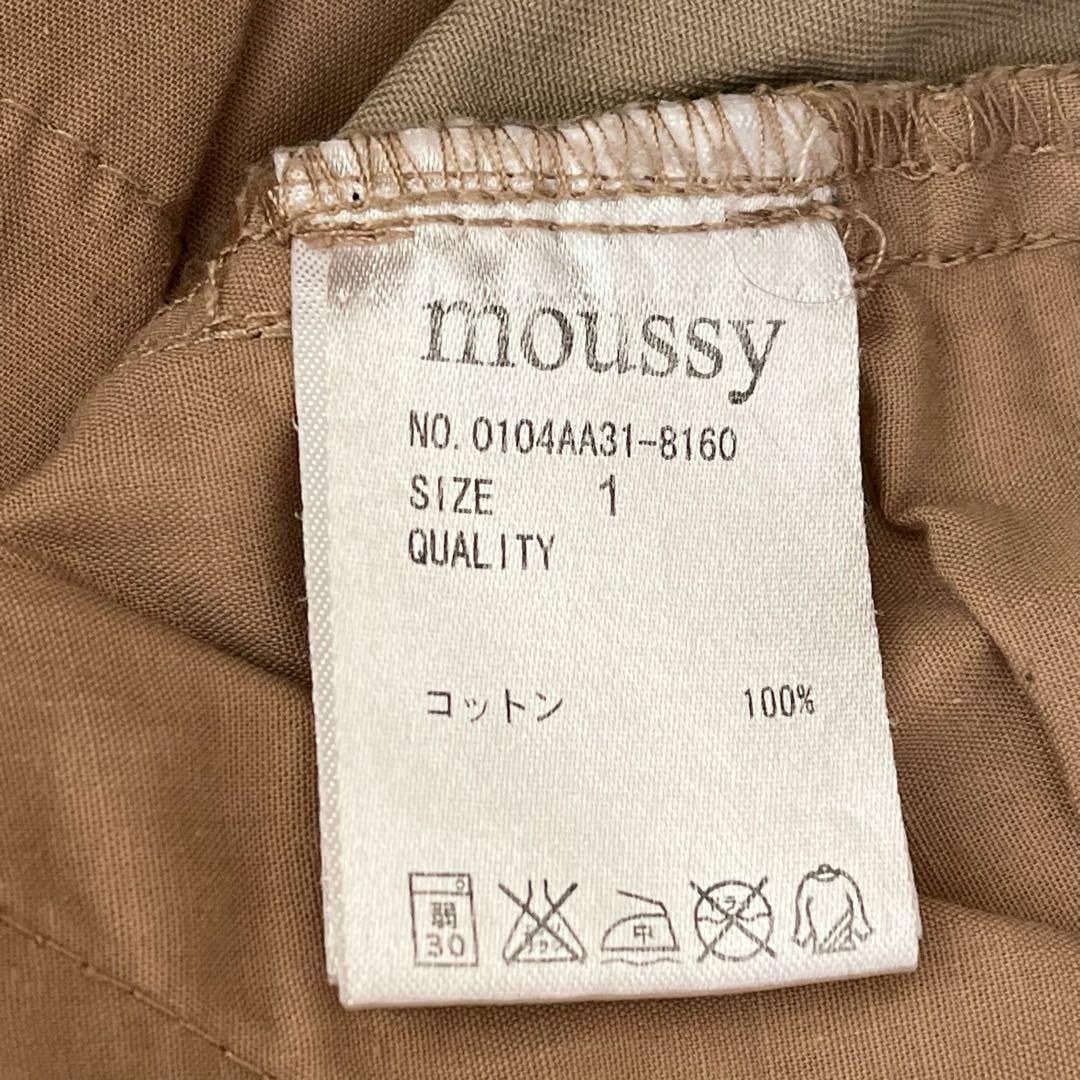 moussy
NO. 0104AA31-8160
SIZE 1
QUALITY
コットン 100%
弱 中
30